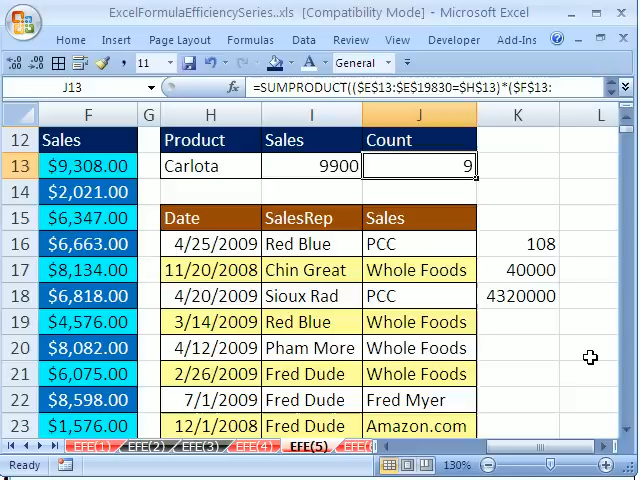 ExcelFormulaEfficiencySeries..xls [Compatibility Mode] - Microsoft Excel
Home Insert Page Layout Formulas Data Review View Add-Ins
11 General
J13 fx =SUMPRODUCT(($E$13:$E$19830=$H$13)*($F$13:
F G H I J K L
12 Sales Product Sales Count
13 $9,308.00 Carlota 9900 9
14 $2,021.00
15 $6,347.00 Date SalesRep Sales
16 $6,663.00 4/25/2009 Red Blue PCC 108
17 $8,134.00 11/20/2008 Chin Great Whole Foods 40000
18 $6,818.00 4/20/2009 Sioux Rad PCC 4320000
19 $4,576.00 3/14/2009 Red Blue Whole Foods
20 $8,082.00 4/12/2009 Pham More Whole Foods
21 $6,075.00 2/26/2009 Fred Dude Whole Foods
22 $8,598.00 7/1/2009 Fred Dude Fred Myer
23 $1,576.00 12/1/2008 Fred Dude Amazon.com
EFE(1) EFE(2) EFE(3) EFE(4) EFE(5) EFE(
Ready 130%